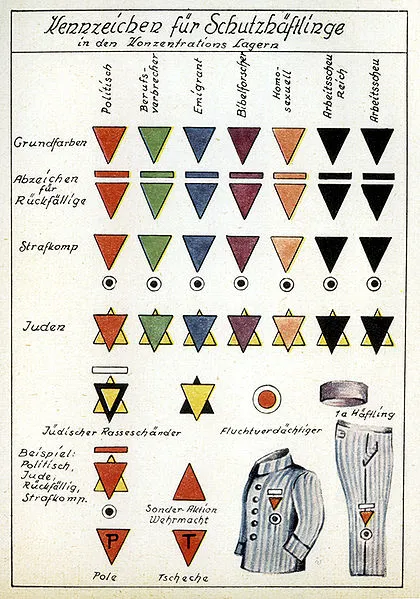 Kennzeichen für Schutzhäftlinge
in den Konzentrations Lagern
Politisch
Berufs-
verbrecher
Emigrant
Bibelforscher
Homo-
sexuell
Arbeitsscheu
Reich
Arbeitsscheu
Grundfarben
Abzeichen
für
Rückfällige
Strafkomp
Juden
Jüdischer Rasseschänder
Fluchtverdächtiger
1a Häftling
Beispiel:
Politisch,
Jude,
Rückfällig,
Strafkomp.
Sonder-Aktion
Wehrmacht
P
T
Pole
Tscheche